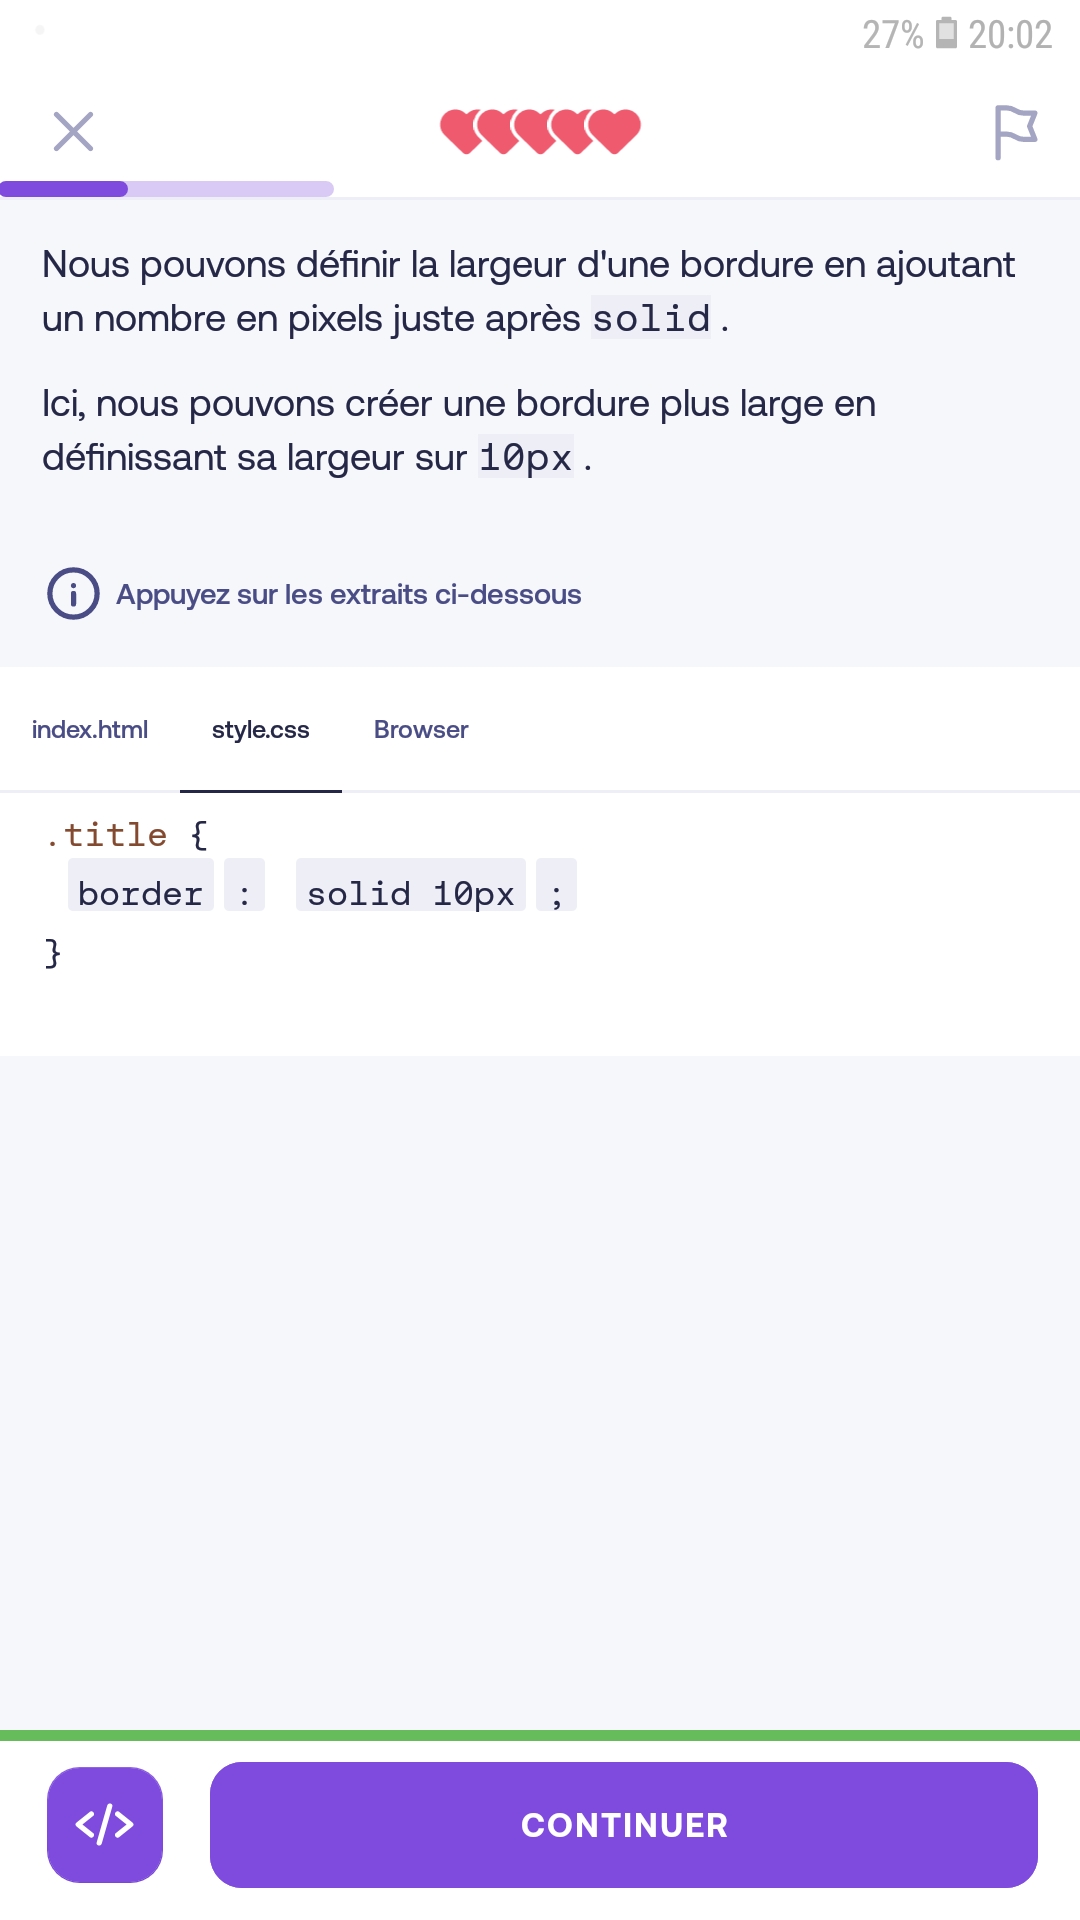 27% 20:02
Nous pouvons définir la largeur d'une bordure en ajoutant
un nombre en pixels juste après solid .
Ici, nous pouvons créer une bordure plus large en
définissant sa largeur sur 10px .
Appuyez sur les extraits ci-dessous
index.html style.css Browser
.title {
border : solid 10px ;
}
</> CONTINUER